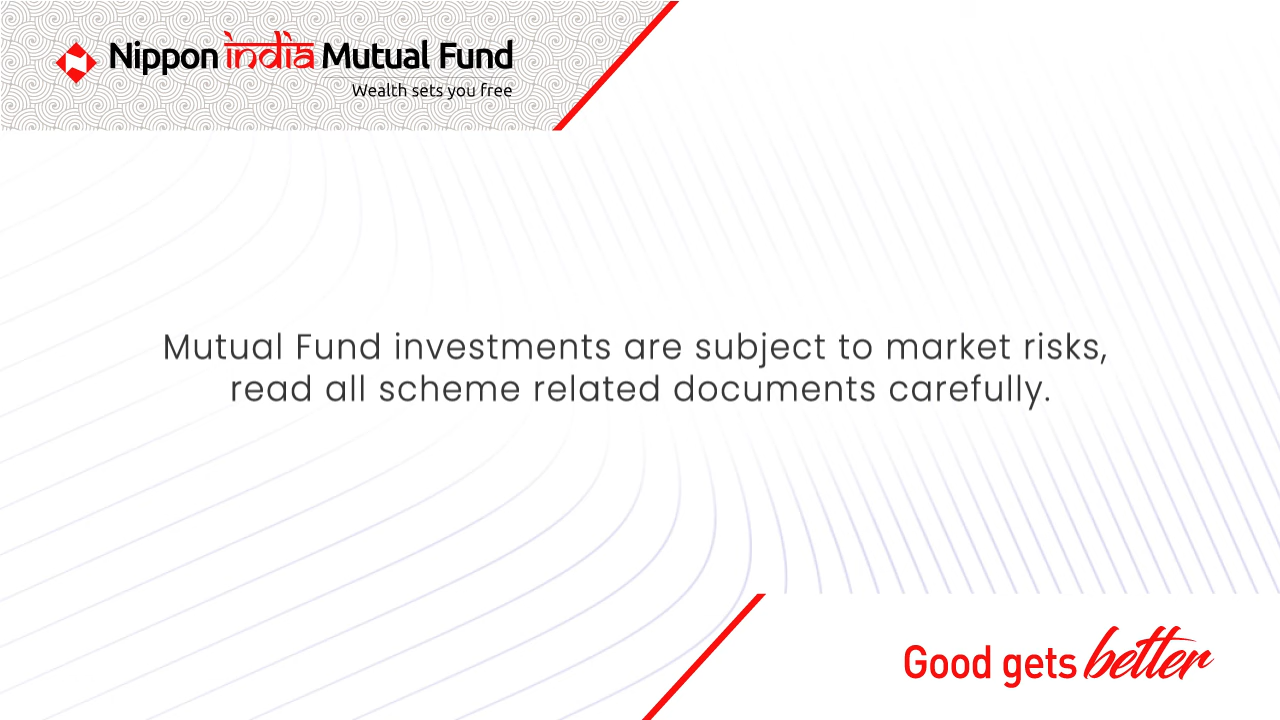 Nippon india Mutual Fund
Wealth sets you free
Mutual Fund investments are subject to market risks,
read all scheme related documents carefully.
Good gets better